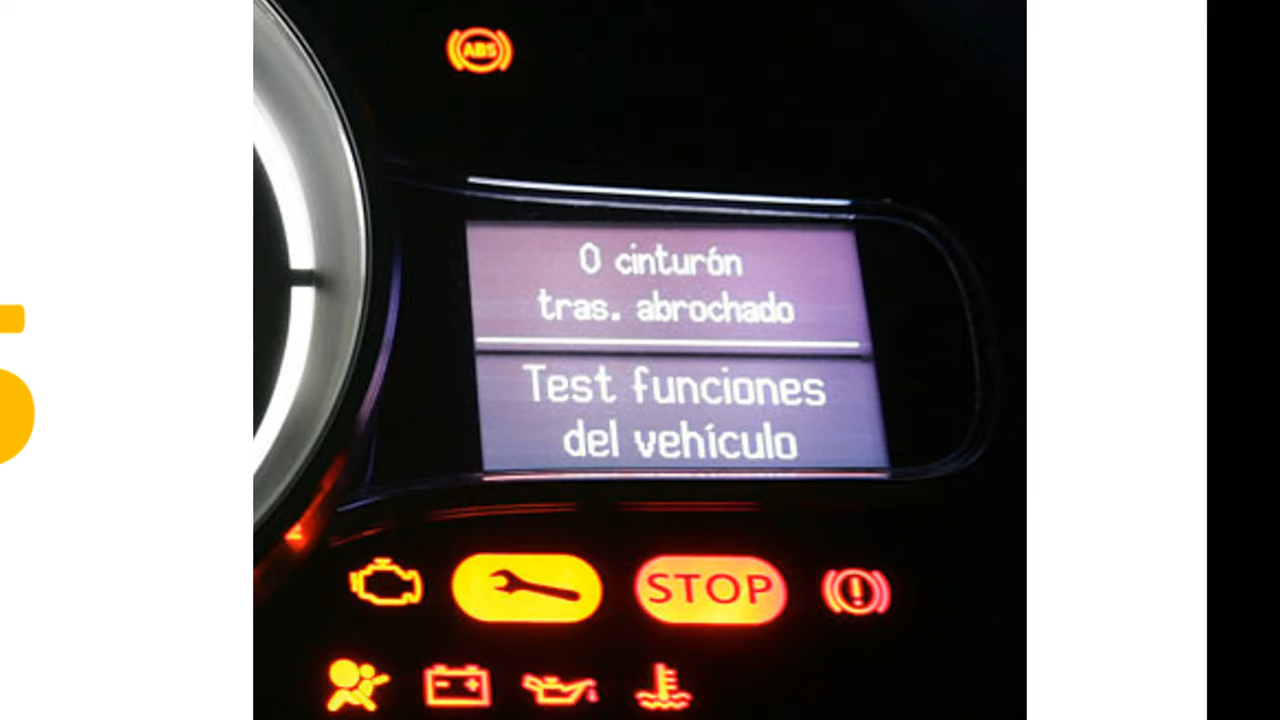 ABS
0 cinturón
tras. abrochado
Test funciones
del vehículo
STOP